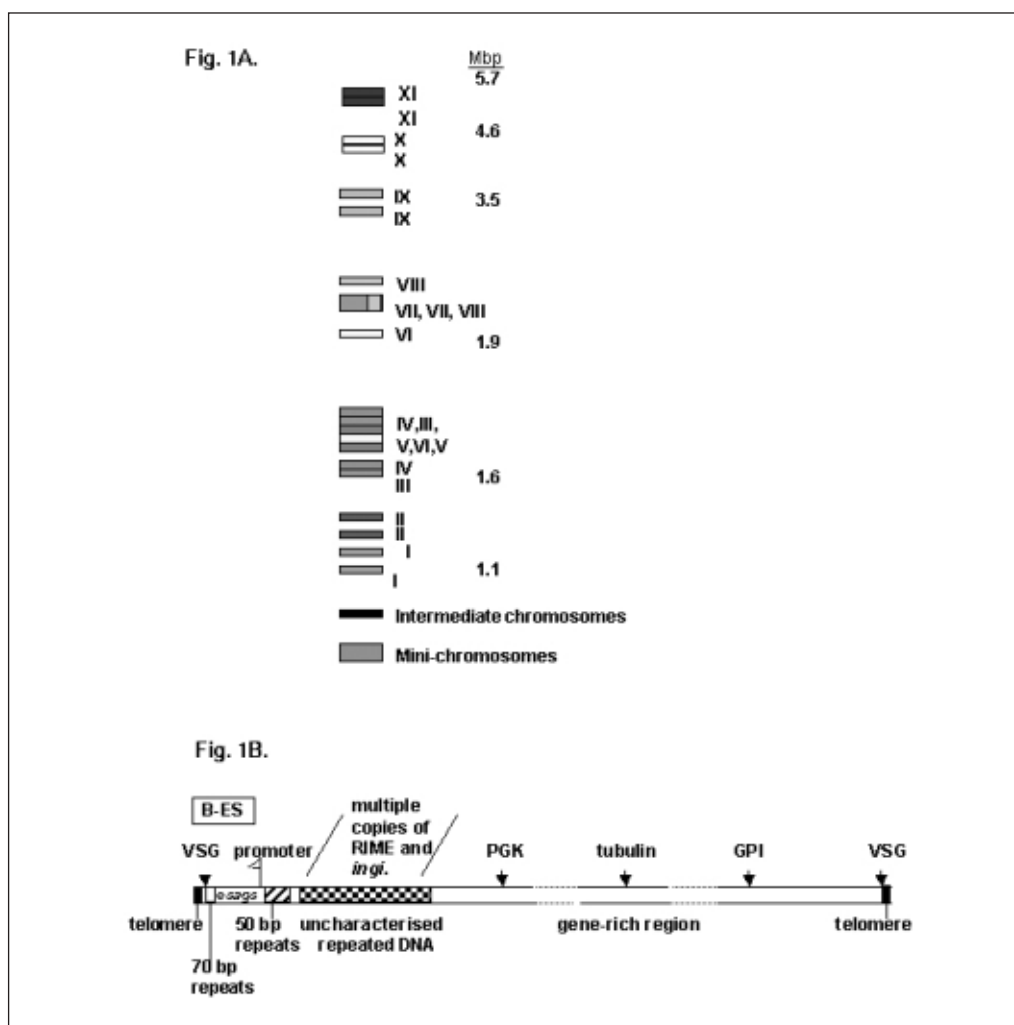 Fig. 1A.
Mbp
5.7
XI
XI
4.6
X
X
IX
3.5
IX
VIII
VII, VII, VIII
VI
1.9
IV,III,
V,VI,V
IV
1.6
III
II
II
I
1.1
I
Intermediate chromosomes
Mini-chromosomes
Fig. 1B.
B-ES
multiple
copies of
RIME and
ingi.
VSG promoter
PGK
tubulin
GPI
VSG
esags
telomere
50 bp
repeats
uncharacterised
repeated DNA
gene-rich region
telomere
70 bp
repeats